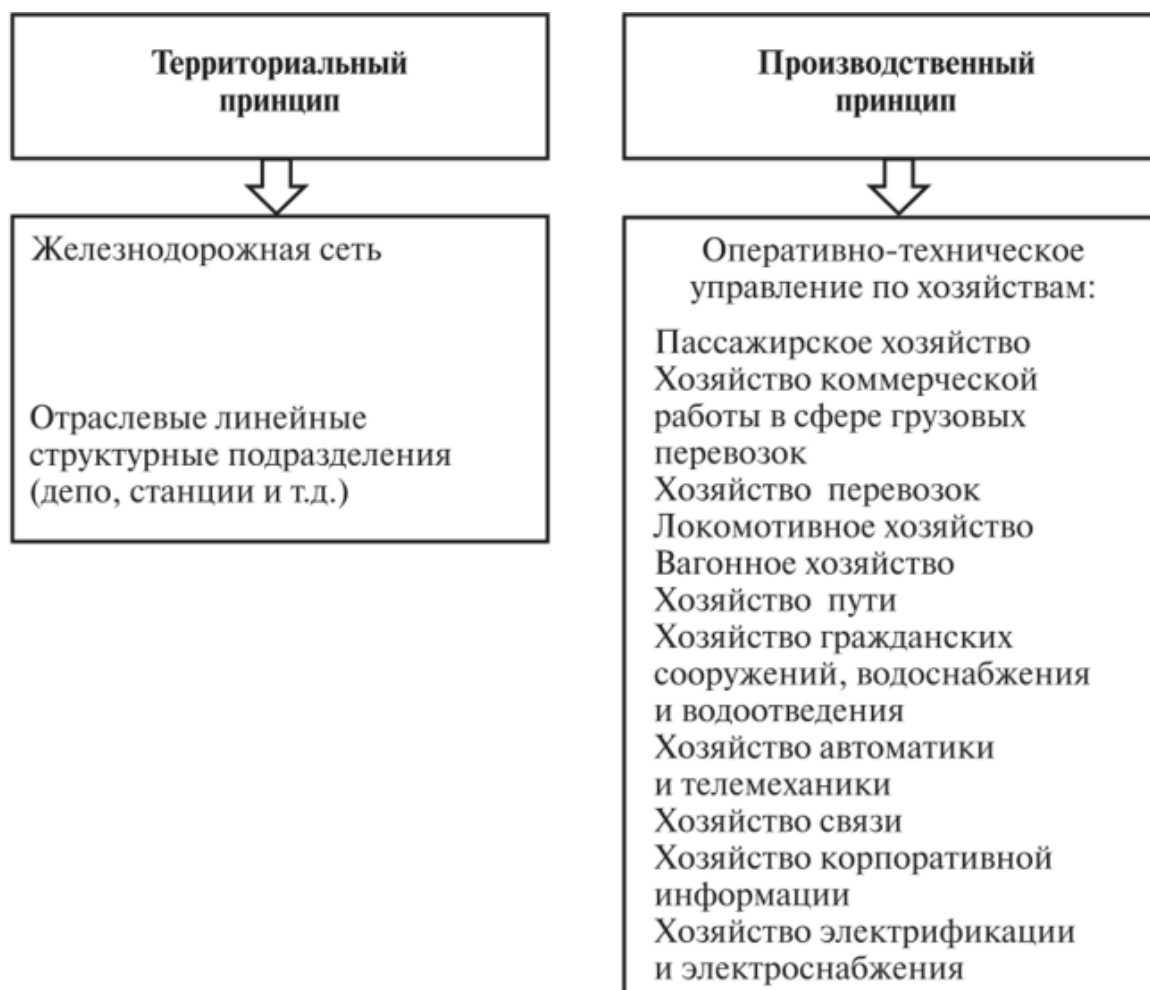 Территориальный
принцип
Железнодорожная сеть
Отраслевые линейные
структурные подразделения
(депо, станции и т.д.)
Производственный
принцип
Оперативно-техническое
управление по хозяйствам:
Пассажирское хозяйство
Хозяйство коммерческой
работы в сфере грузовых
перевозок
Хозяйство перевозок
Локомотивное хозяйство
Вагонное хозяйство
Хозяйство пути
Хозяйство гражданских
сооружений, водоснабжения
и водоотведения
Хозяйство автоматики
и телемеханики
Хозяйство связи
Хозяйство корпоративной
информации
Хозяйство электрификации
и электроснабжения